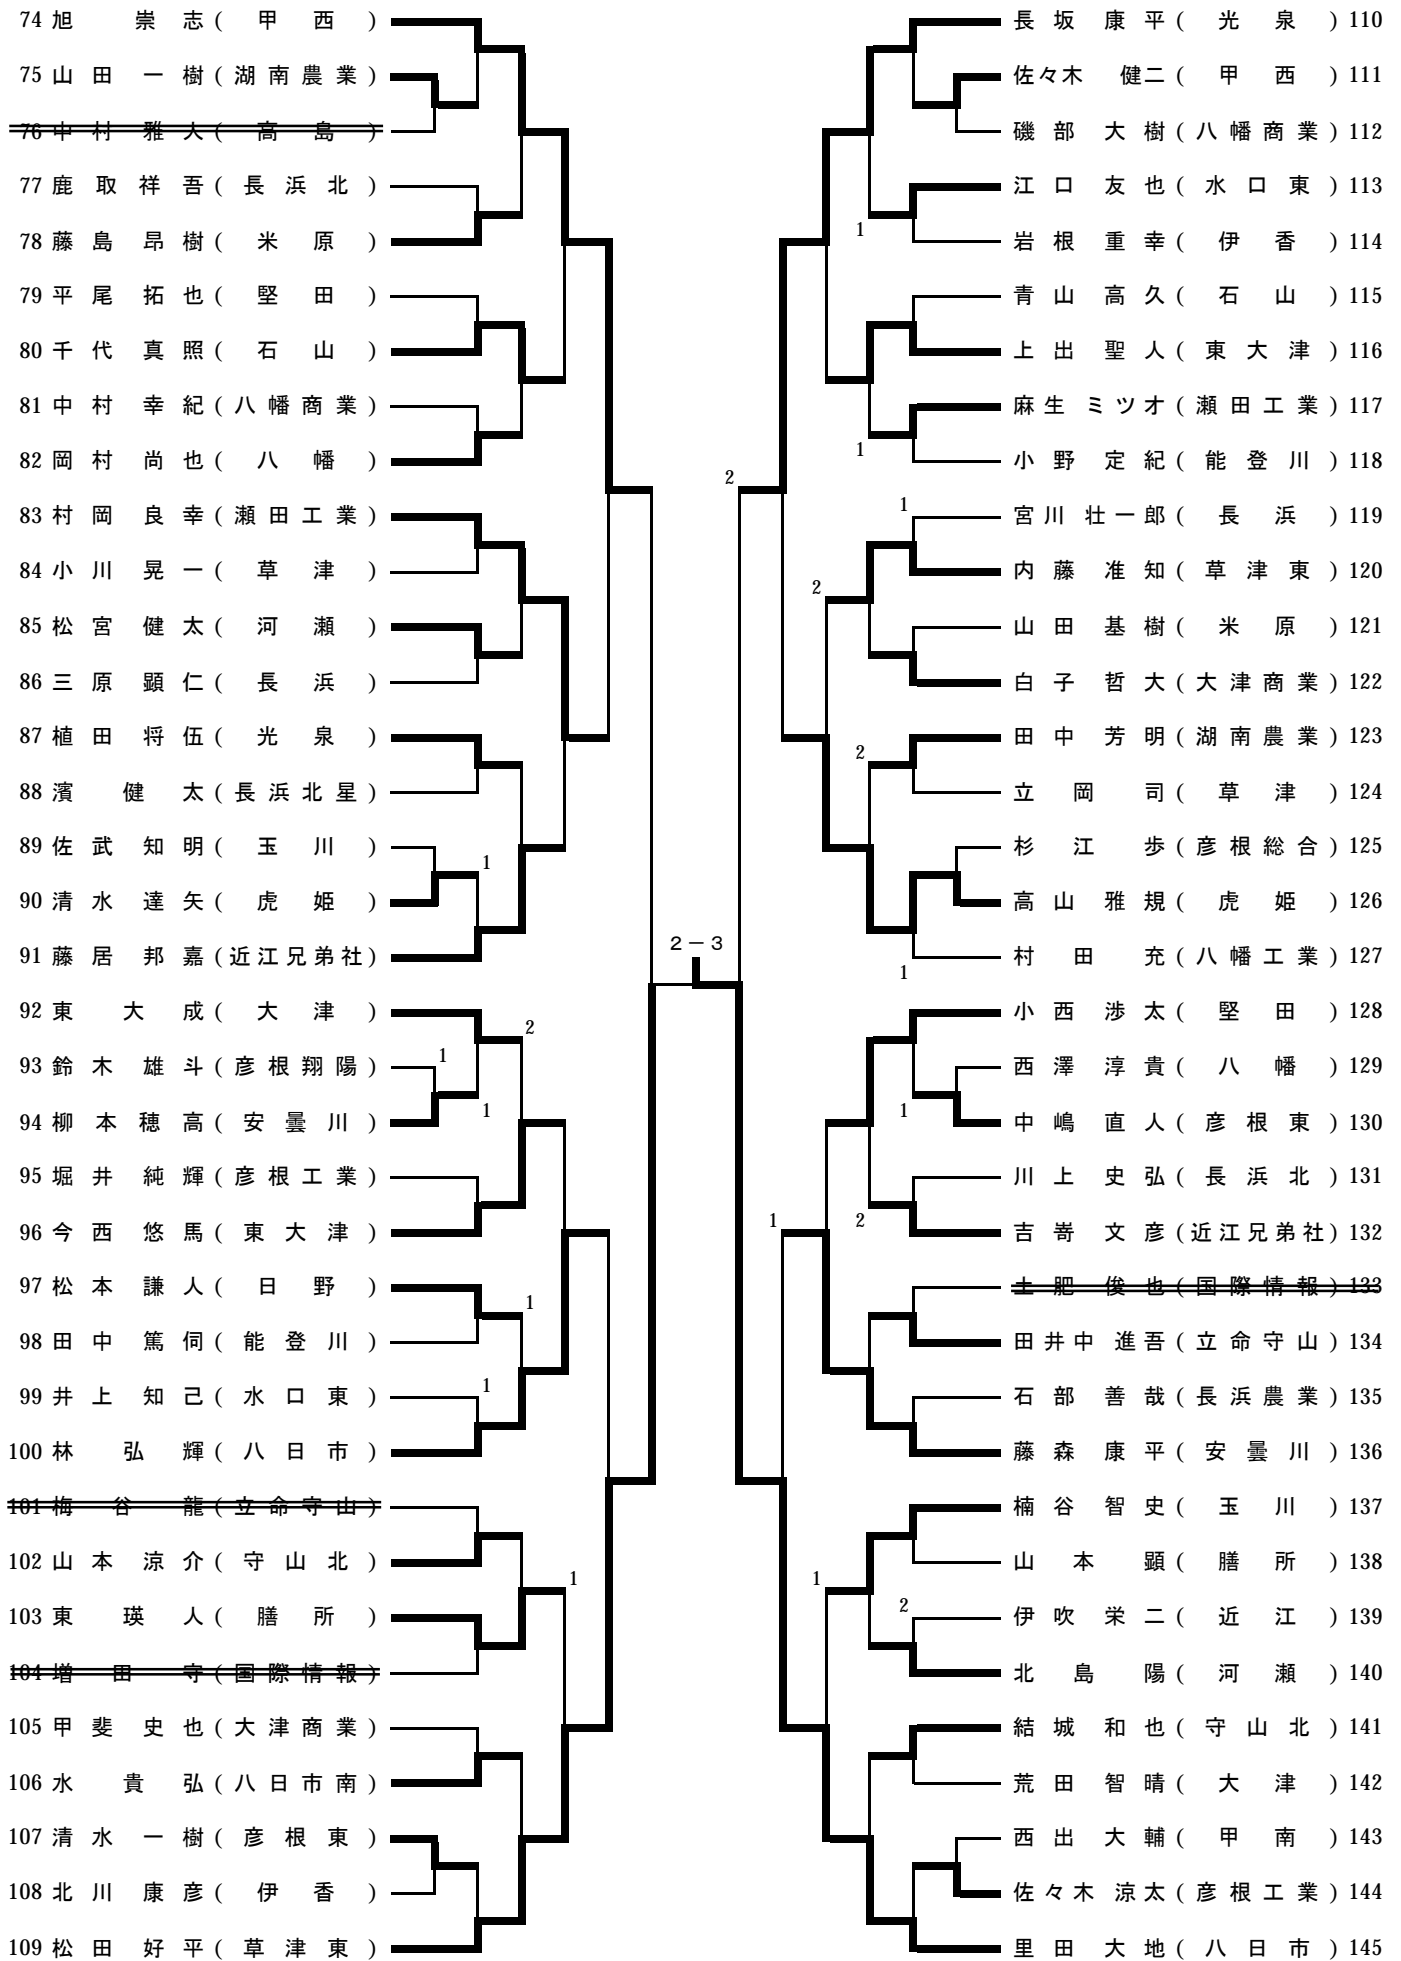 74 旭 崇 志 ( 甲 西 )
75 山 田 一 樹 ( 湖 南 農 業 )
76 中 村 雅 人 ( 高 島 )
77 鹿 取 祥 吾 ( 長 浜 北 )
78 藤 島 昂 樹 ( 米 原 )
79 平 尾 拓 也 ( 堅 田 )
80 千 代 真 照 ( 石 山 )
81 中 村 幸 紀 ( 八 幡 商 業 )
82 岡 村 尚 也 ( 八 幡 )
83 村 岡 良 幸 ( 瀬 田 工 業 )
84 小 川 晃 一 ( 草 津 )
85 松 宮 健 太 ( 河 瀬 )
86 三 原 顕 仁 ( 長 浜 )
87 植 田 将 伍 ( 光 泉 )
88 濱 健 太 ( 長 浜 北 星 )
89 佐 武 知 明 ( 玉 川 )
1
90 清 水 達 矢 ( 虎 姫 )
91 藤 居 邦 嘉 ( 近江兄弟社 )
92 東 大 成 ( 大 津 )
2
93 鈴 木 雄 斗 ( 彦 根 翔 陽 )
1
94 柳 本 穂 高 ( 安 曇 川 )
1
95 堀 井 純 輝 ( 彦 根 工 業 )
96 今 西 悠 馬 ( 東 大 津 )
97 松 本 謙 人 ( 日 野 )
1
98 田 中 篤 伺 ( 能 登 川 )
99 井 上 知 己 ( 水 口 東 )
1
100 林 弘 輝 ( 八 日 市 )
101 梅 谷 龍 ( 立 命 守 山 )
102 山 本 涼 介 ( 守 山 北 )
1
103 東 瑛 人 ( 膳 所 )
104 増 田 守 ( 国 際 情 報 )
105 甲 斐 史 也 ( 大 津 商 業 )
106 水 貴 弘 ( 八 日 市 南 )
107 清 水 一 樹 ( 彦 根 東 )
108 北 川 康 彦 ( 伊 香 )
109 松 田 好 平 ( 草 津 東 )
2－3
長 坂 康 平 ( 光 泉 ) 110
佐々木 健二 ( 甲 西 ) 111
磯 部 大 樹 ( 八 幡 商 業 ) 112
江 口 友 也 ( 水 口 東 ) 113
1
岩 根 重 幸 ( 伊 香 ) 114
青 山 高 久 ( 石 山 ) 115
上 出 聖 人 ( 東 大 津 ) 116
麻 生 ミ ツ オ ( 瀬 田 工 業 ) 117
1
小 野 定 紀 ( 能 登 川 ) 118
2
1
宮 川 壮 一 郎 ( 長 浜 ) 119
内 藤 准 知 ( 草 津 東 ) 120
2
山 田 基 樹 ( 米 原 ) 121
白 子 哲 大 ( 大 津 商 業 ) 122
田 中 芳 明 ( 湖 南 農 業 ) 123
2
立 岡 司 ( 草 津 ) 124
杉 江 歩 ( 彦 根 総 合 ) 125
高 山 雅 規 ( 虎 姫 ) 126
村 田 充 ( 八 幡 工 業 ) 127
1
小 西 渉 太 ( 堅 田 ) 128
西 澤 淳 貴 ( 八 幡 ) 129
1
中 嶋 直 人 ( 彦 根 東 ) 130
川 上 史 弘 ( 長 浜 北 ) 131
1
2
吉 嵜 文 彦 ( 近江兄弟社 ) 132
土 肥 俊 也 ( 国 際 情 報 ) 133
田 井 中 進 吾 ( 立 命 守 山 ) 134
石 部 善 哉 ( 長 浜 農 業 ) 135
藤 森 康 平 ( 安 曇 川 ) 136
楠 谷 智 史 ( 玉 川 ) 137
山 本 顕 ( 膳 所 ) 138
1
2
伊 吹 栄 二 ( 近 江 ) 139
北 島 陽 ( 河 瀬 ) 140
結 城 和 也 ( 守 山 北 ) 141
荒 田 智 晴 ( 大 津 ) 142
西 出 大 輔 ( 甲 南 ) 143
佐 々 木 涼 太 ( 彦 根 工 業 ) 144
里 田 大 地 ( 八 日 市 ) 145